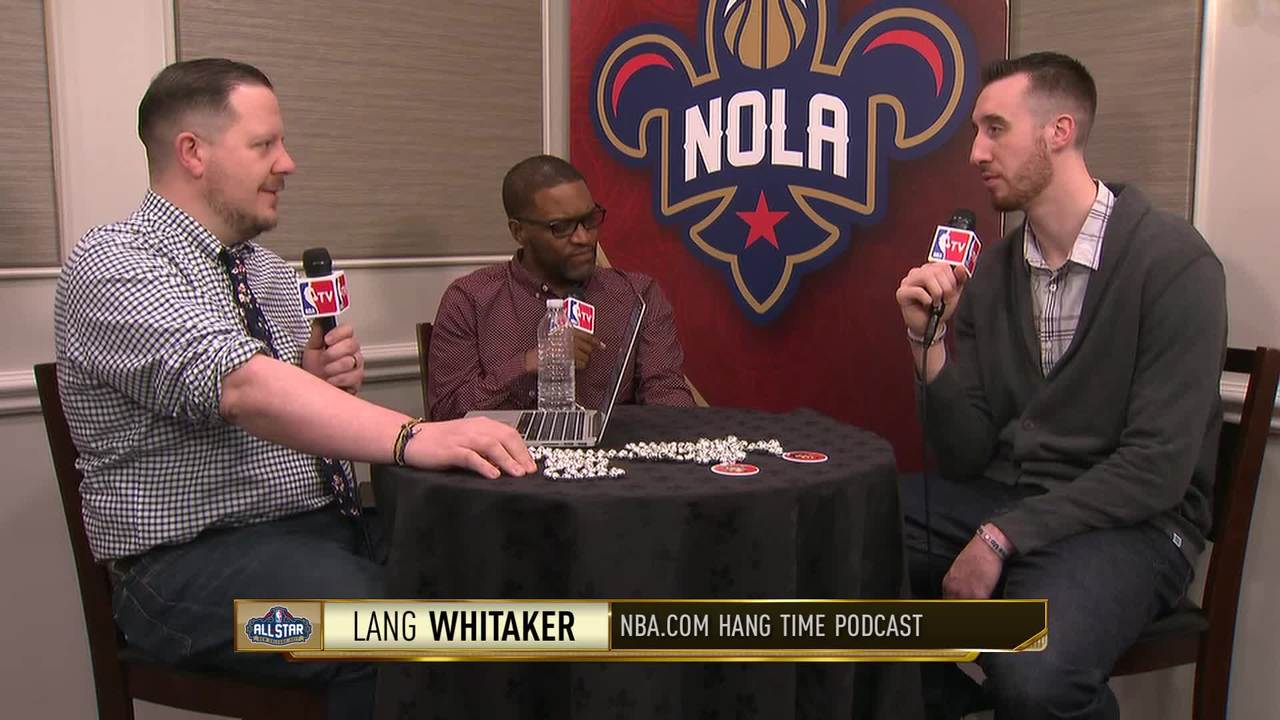 NOLA
TV
TV
TV
ALL STAR
LANG WHITAKER
NBA.COM HANG TIME PODCAST